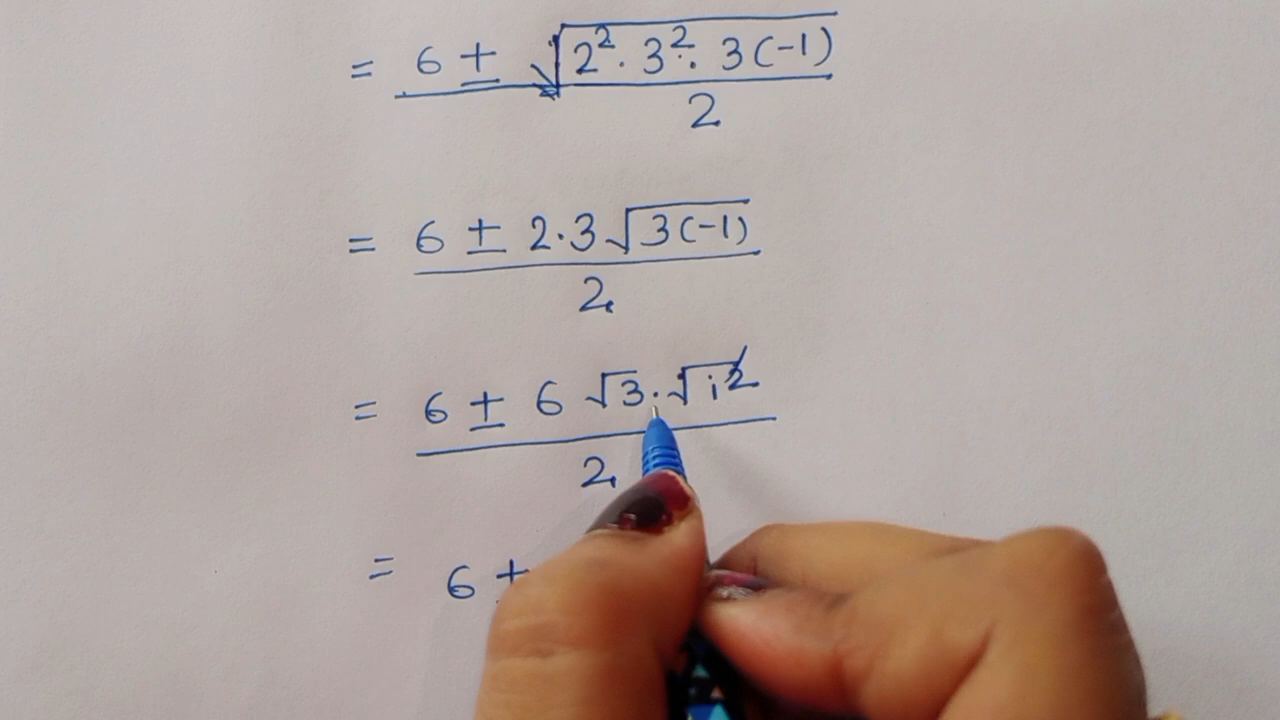 = 6 ± √(2². 3². 3(-1)) / 2
= 6 ± 2.3 √(3(-1)) / 2
= 6 ± 6 √3 . √i² / 2
= 6 ±